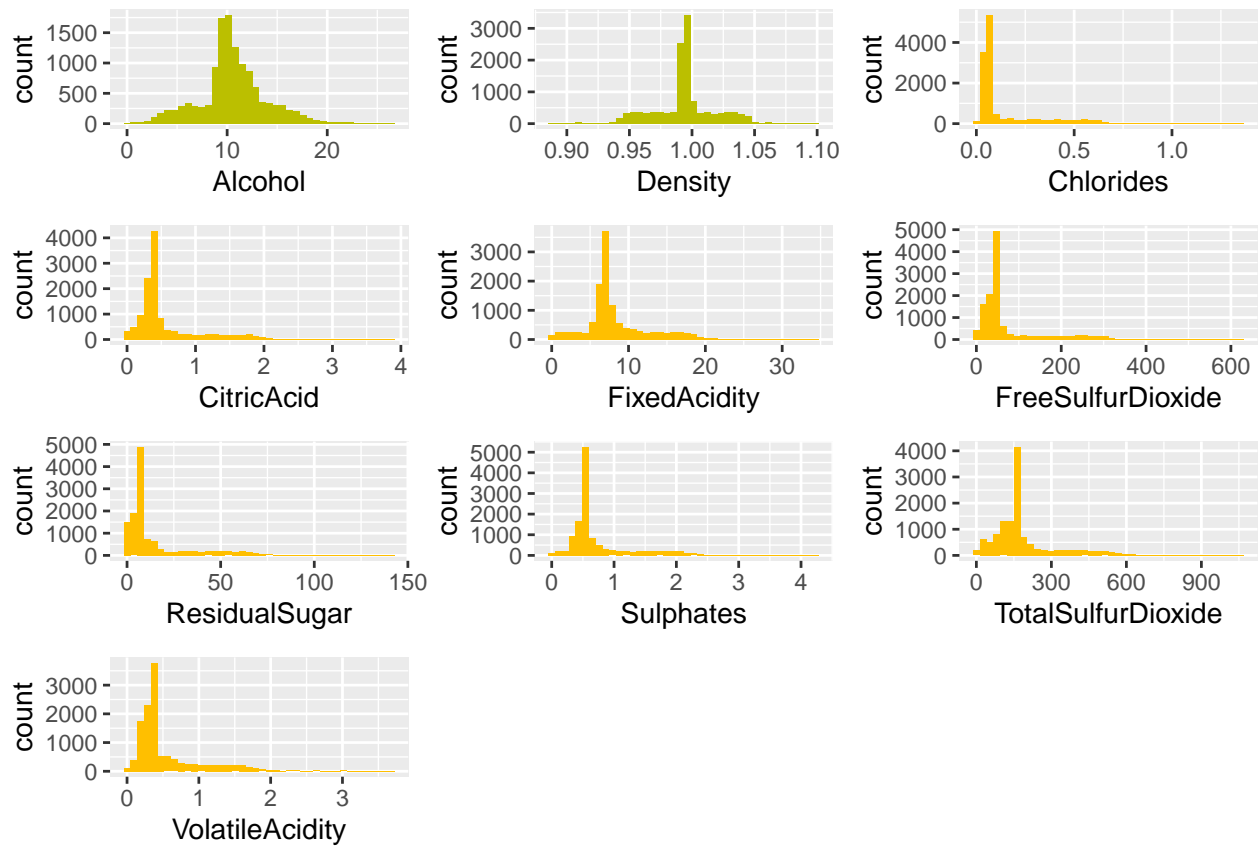 count
1500
1000
500
0
0 10 20
Alcohol
count
3000
2000
1000
0
0.90 0.95 1.00 1.05 1.10
Density
count
4000
2000
0
0.0 0.5 1.0
Chlorides
count
4000
3000
2000
1000
0
0 1 2 3 4
CitricAcid
count
3000
2000
1000
0
0 10 20 30
FixedAcidity
count
5000
4000
3000
2000
1000
0
0 200 400 600
FreeSulfurDioxide
count
5000
4000
3000
2000
1000
0
0 50 100 150
ResidualSugar
count
5000
4000
3000
2000
1000
0
0 1 2 3 4
Sulphates
count
4000
3000
2000
1000
0
0 300 600 900
TotalSulfurDioxide
count
3000
2000
1000
0
0 1 2 3
VolatileAcidity